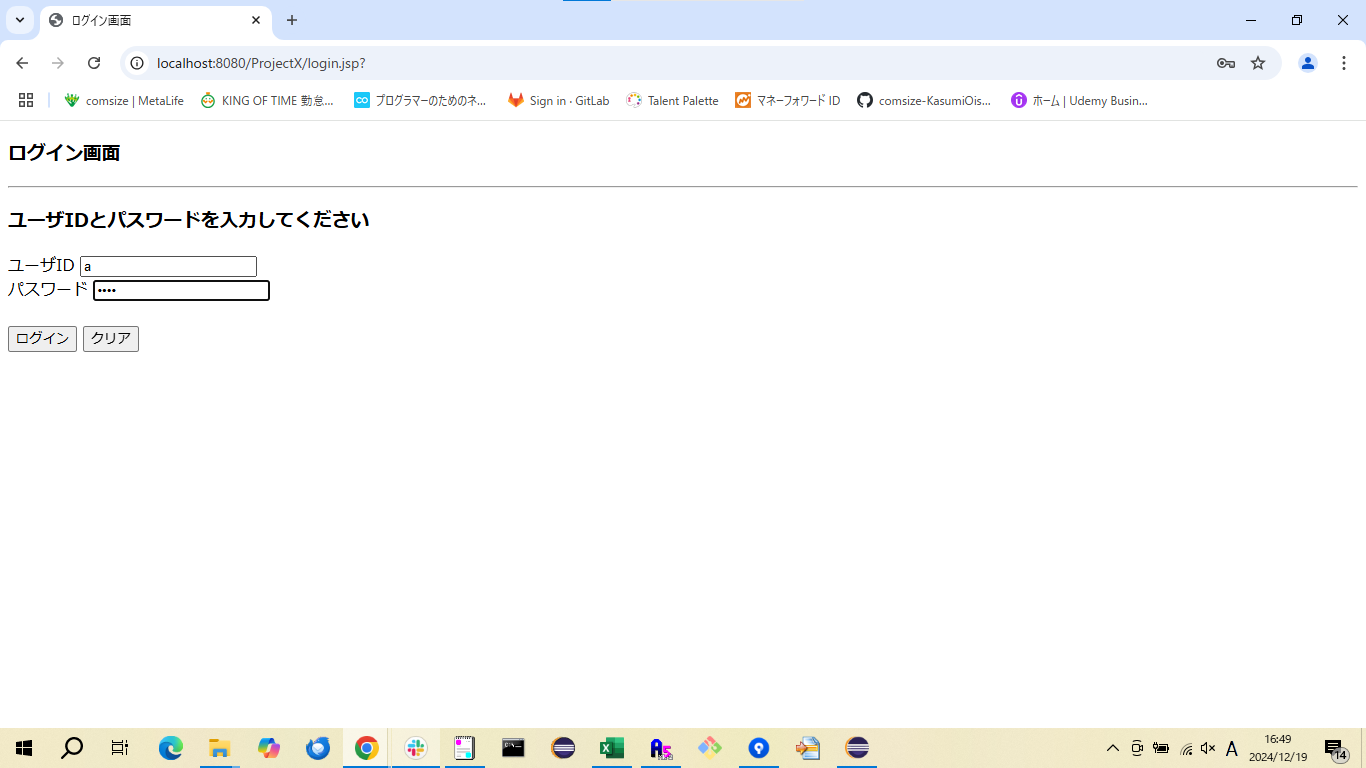 ログイン画面
localhost:8080/ProjectX/login.jsp?
comsize | MetaLife KING OF TIME 勤怠... プログラマーのためのネ... Sign in · GitLab Talent Palette マネーフォワード ID comsize-KasumiOis... ホーム | Udemy Busin...
ログイン画面
ユーザIDとパスワードを入力してください
ユーザID a
パスワード ••••
ログイン クリア
A 16:49
2024/12/19 14